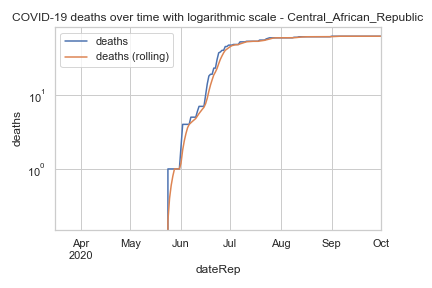 COVID-19 deaths over time with logarithmic scale - Central_African_Republic
deaths
deaths (rolling)
10¹
10⁰
deaths
Apr
2020
May
Jun
Jul
Aug
Sep
Oct
dateRep